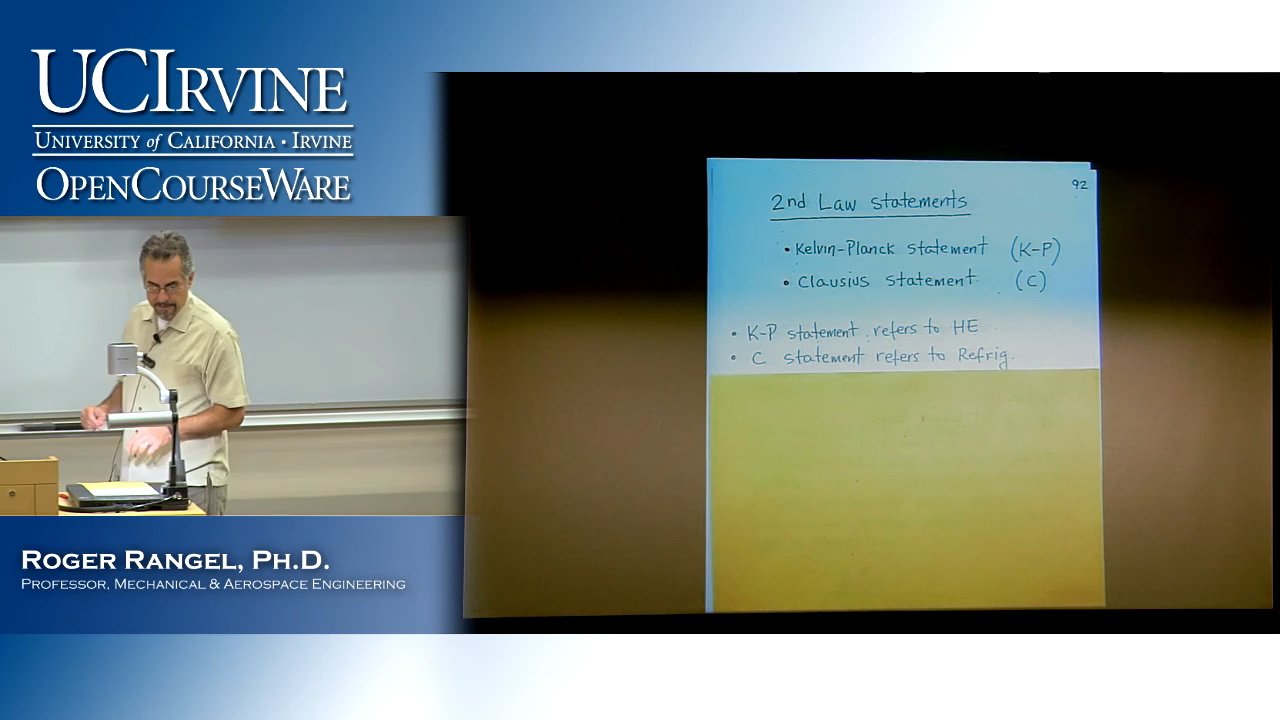 UCIRVINE
UNIVERSITY of CALIFORNIA · IRVINE
OPENCOURSEWARE
92
2nd Law statements
• Kelvin-Planck statement (K-P)
• Clausius statement. (C)
• K-P statement refers to HE
• C statement refers to Refrig.
ROGER RANGEL, PH.D.
PROFESSOR, MECHANICAL & AEROSPACE ENGINEERING